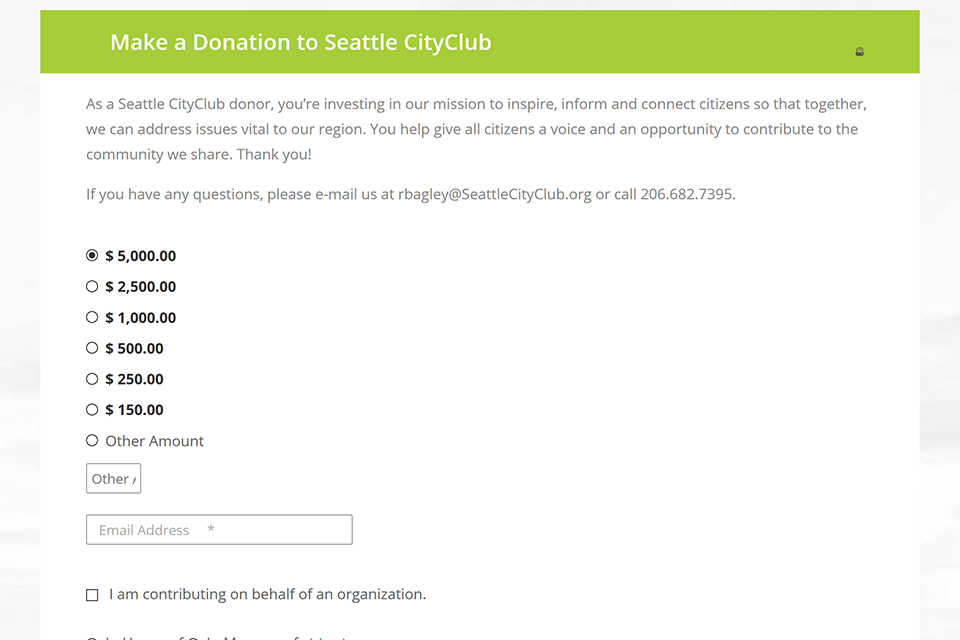 Make a Donation to Seattle CityClub
As a Seattle CityClub donor, you’re investing in our mission to inspire, inform and connect citizens so that together,
we can address issues vital to our region. You help give all citizens a voice and an opportunity to contribute to the
community we share. Thank you!
If you have any questions, please e-mail us at rbagley@SeattleCityClub.org or call 206.682.7395.
$ 5,000.00
$ 2,500.00
$ 1,000.00
$ 500.00
$ 250.00
$ 150.00
Other Amount
Other
Email Address *
I am contributing on behalf of an organization.